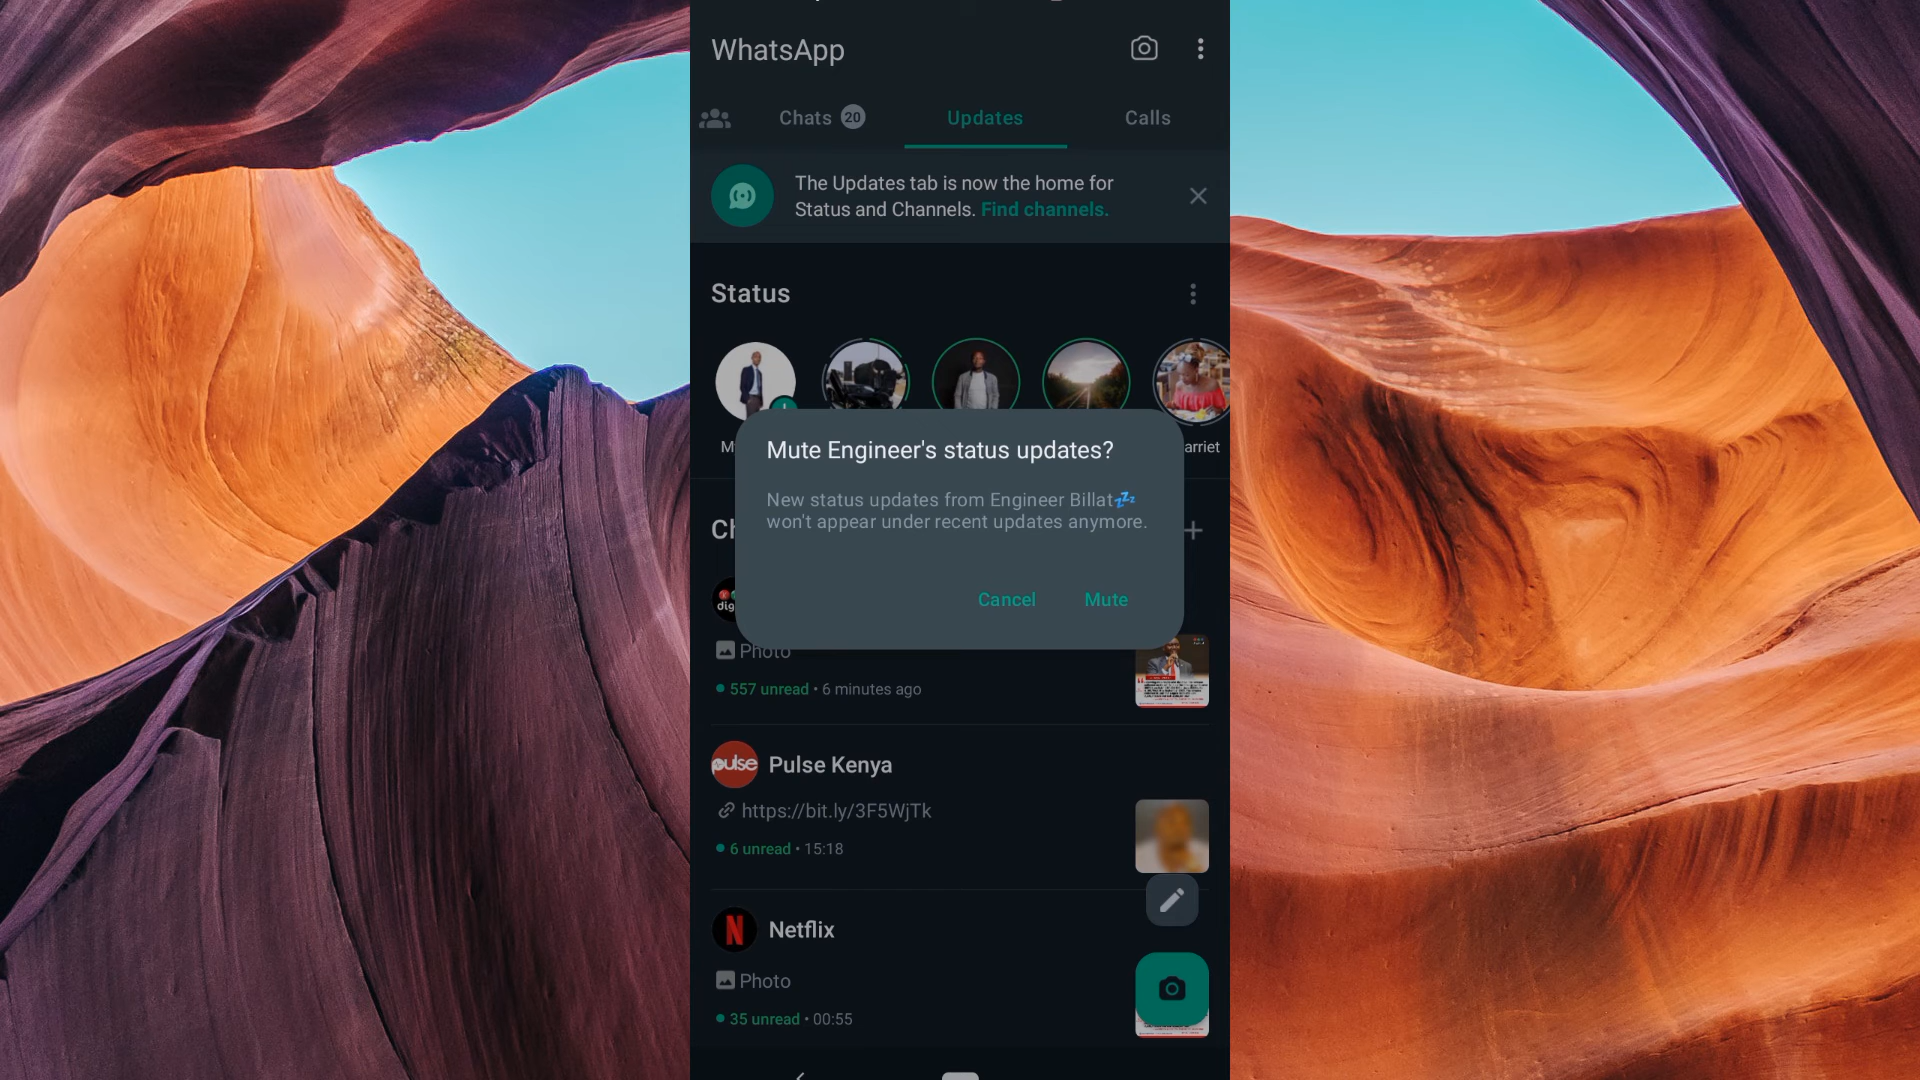 WhatsApp
Chats 20
Updates
Calls
The Updates tab is now the home for
Status and Channels. Find channels.
Status
M
arriet
Mute Engineer's status updates?
New status updates from Engineer Billat💤
won't appear under recent updates anymore.
Cancel Mute
Ch
dig
Photo
557 unread • 6 minutes ago
pulse
Pulse Kenya
https://bit.ly/3F5WjTk
6 unread • 15:18
N
Netflix
Photo
35 unread • 00:55